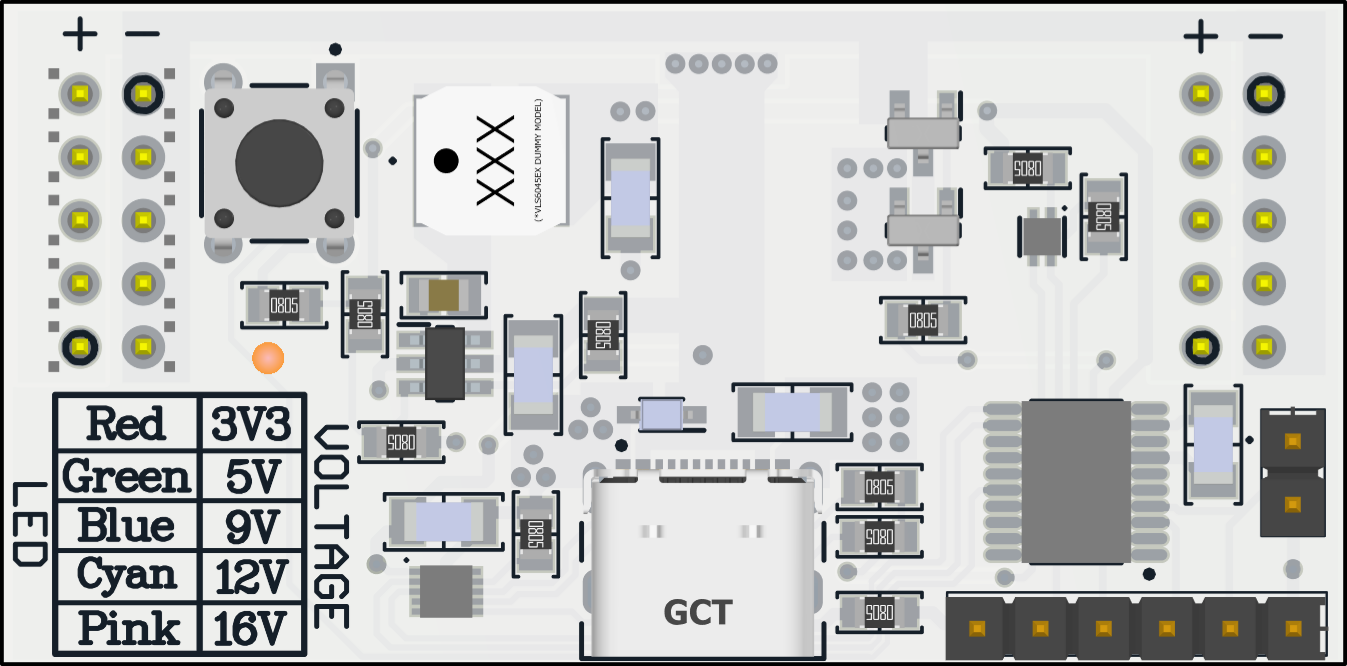 + −
+ −
XXX
(*VLS6045EX DUMMY MODEL)
0805
0805
0805
0805
0805
0805
0805
0805
0805
0805
0805
GCT
LED
VOLTAGE
Red 3V3
Green 5V
Blue 9V
Cyan 12V
Pink 16V